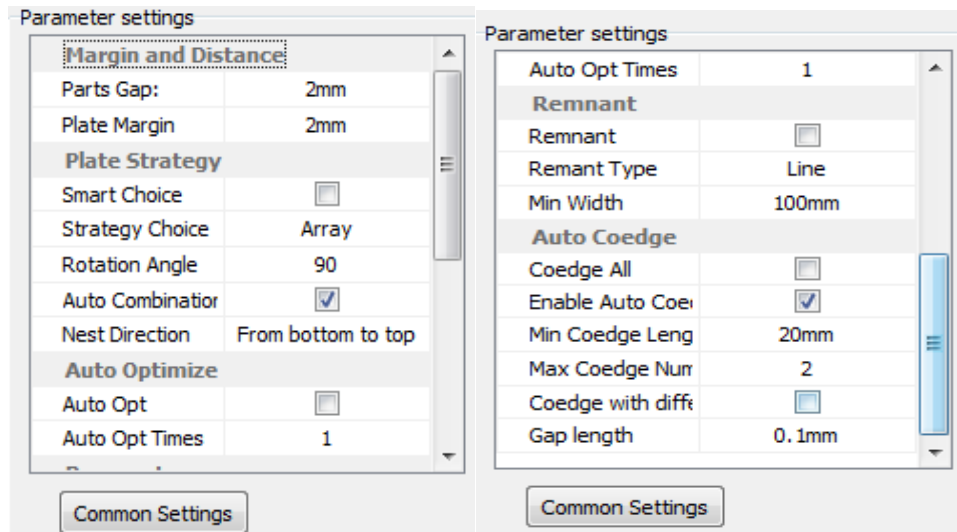 Parameter settings
Margin and Distance
Parts Gap: 2mm
Plate Margin 2mm
Plate Strategy
Smart Choice
Strategy Choice Array
Rotation Angle 90
Auto Combination
Nest Direction From bottom to top
Auto Optimize
Auto Opt
Auto Opt Times 1
Common Settings
Parameter settings
Auto Opt Times 1
Remnant
Remnant
Remant Type Line
Min Width 100mm
Auto Coedge
Coedge All
Enable Auto Coe
Min Coedge Leng 20mm
Max Coedge Num 2
Coedge with diffe
Gap length 0.1mm
Common Settings